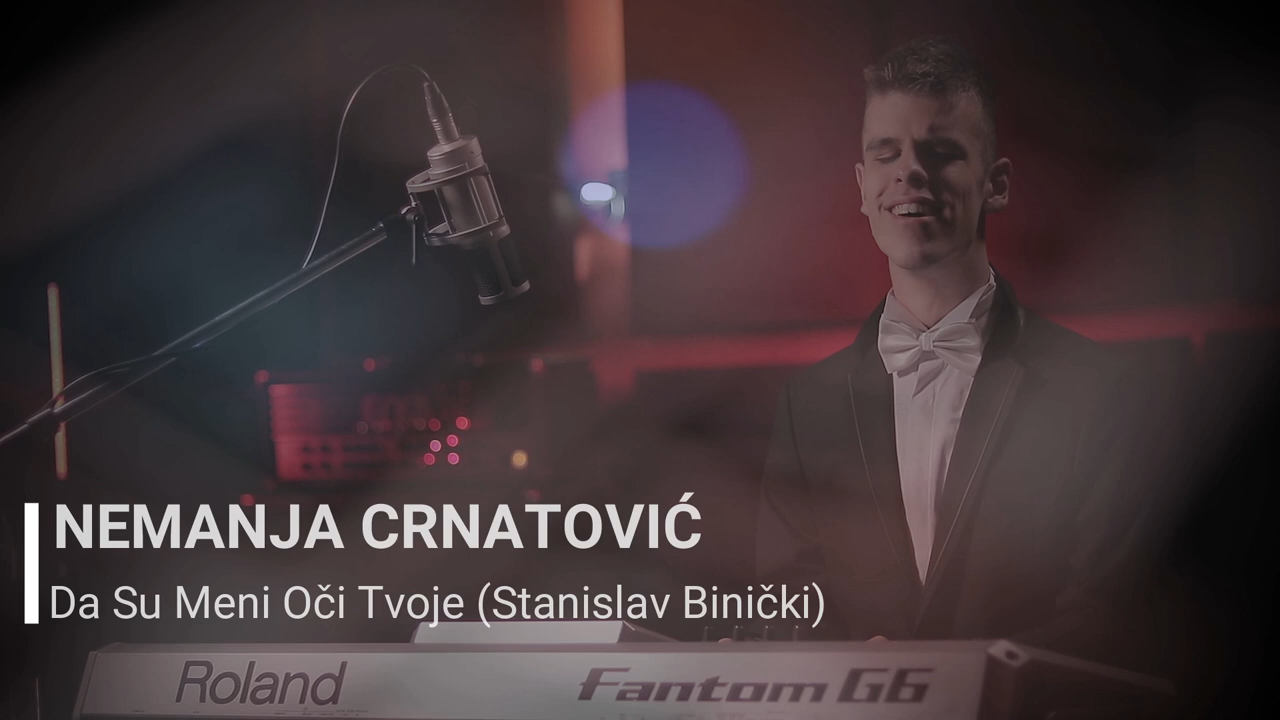 NEMANJA CRNATOVIĆ
Da Su Meni Oči Tvoje (Stanislav Binički)
Roland
Fantom G6